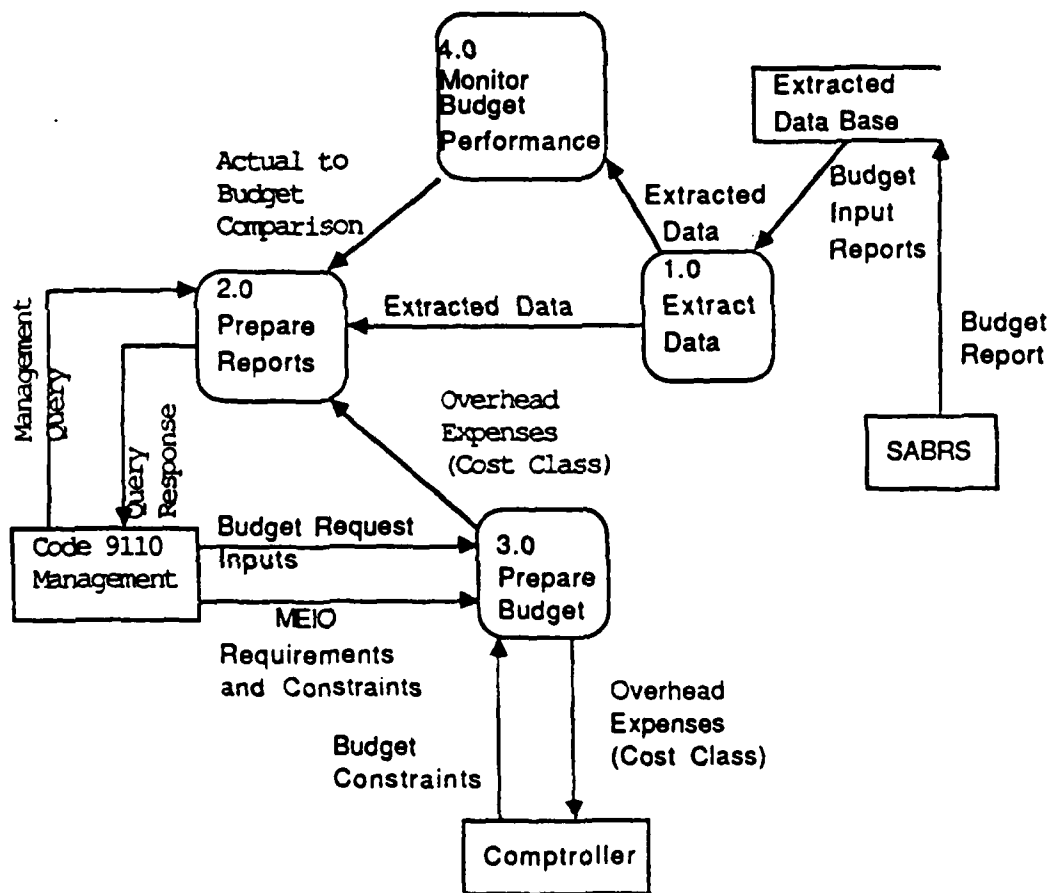 4.0
Monitor
Budget
Performance
Extracted
Data Base
Actual to
Budget
Comparison
Extracted
Data
Budget
Input
Reports
2.0
Prepare
Reports
Extracted Data
1.0
Extract
Data
Budget
Report
Management
Query
Query
Response
Overhead
Expenses
(Cost Class)
SABRS
Code 9110
Management
Budget Request
Inputs
3.0
Prepare
Budget
MEIO
Requirements
and Constraints
Budget
Constraints
Overhead
Expenses
(Cost Class)
Comptroller